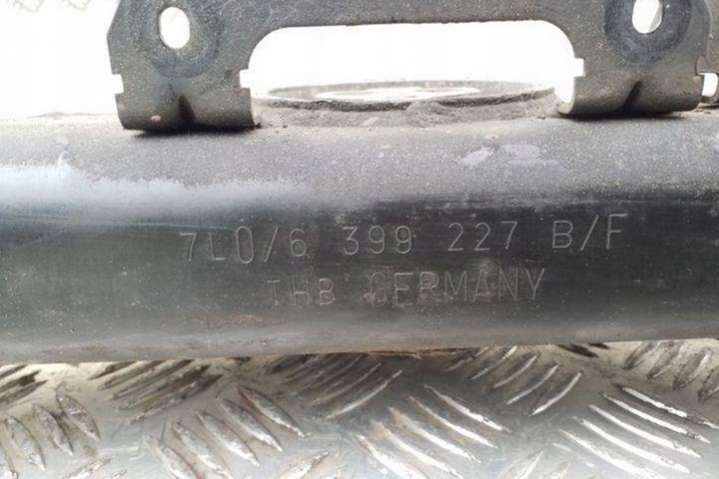 7L0/6 399 227 B/F
THB GERMANY